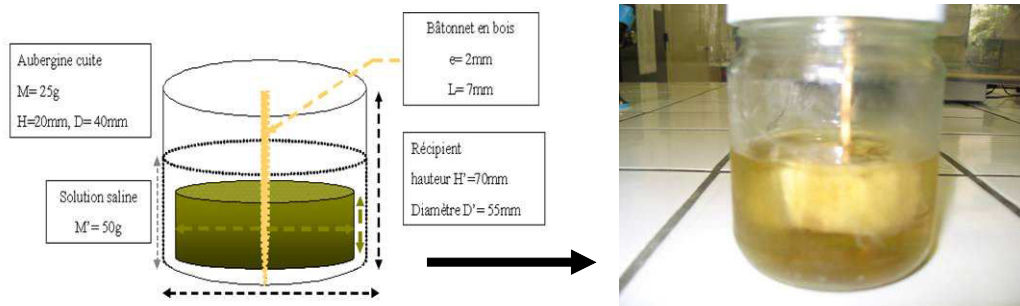 Aubergine cuite
M= 25g
H=20mm, D= 40mm
Bâtonnet en bois
e= 2mm
L= 7mm
Récipient
hauteur H’=70mm
Diamètre D’= 55mm
Solution saline
M’= 50g